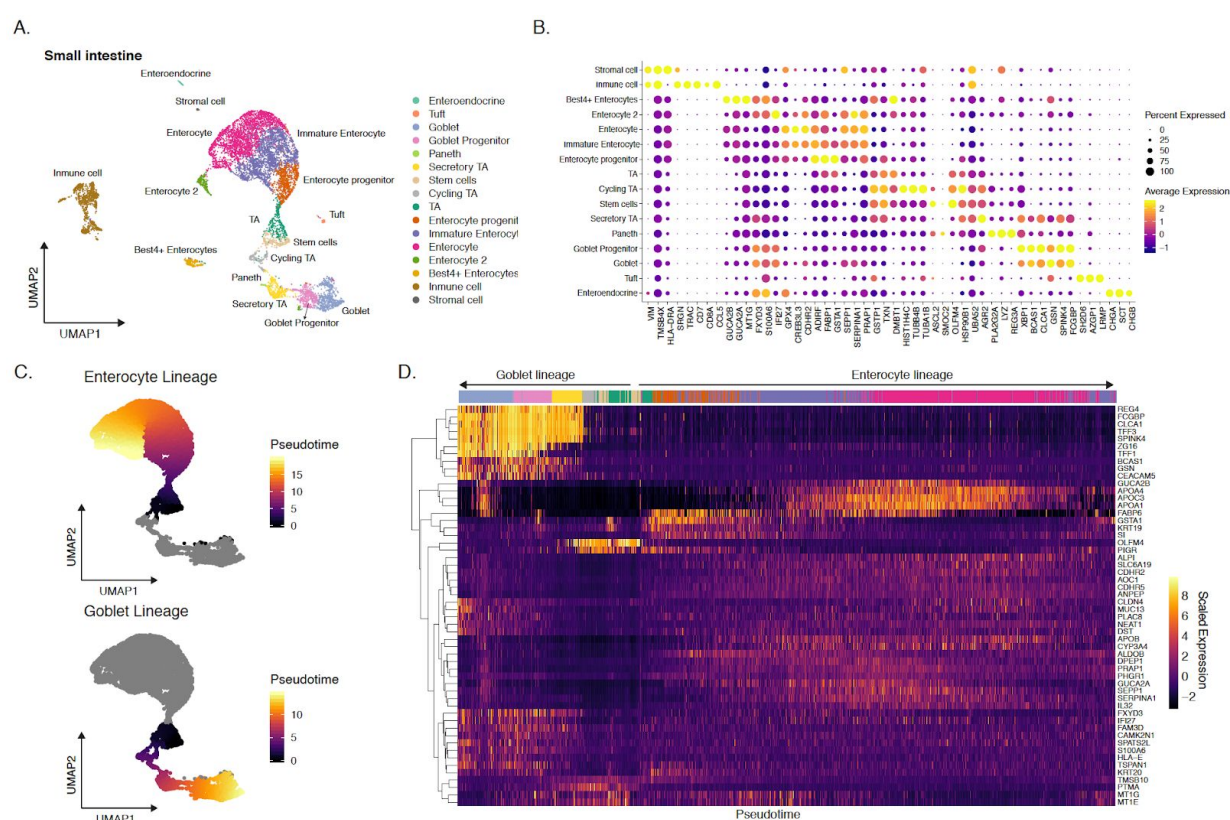 A.
Small intestine
Enteroendocrine
Stromal cell
Enterocyte
Immature Enterocyte
Inmune cell
Enterocyte progenitor
Enterocyte 2
TA
Tuft
Stem cells
Best4+ Enterocytes
Cycling TA
Paneth
Secretory TA
Goblet
Goblet Progenitor
UMAP2
UMAP1
Enteroendocrine
Tuft
Goblet
Goblet Progenitor
Paneth
Secretory TA
Stem cells
Cycling TA
TA
Enterocyte progenit
Immature Enterocyt
Enterocyte
Enterocyte 2
Best4+ Enterocytes
Inmune cell
Stromal cell
B.
Stromal cell
Inmune cell
Best4+ Enterocytes
Enterocyte 2
Enterocyte
Immature Enterocyte
Enterocyte progenitor
TA
Cycling TA
Stem cells
Secretory TA
Paneth
Goblet Progenitor
Goblet
Tuft
Enteroendocrine
VIM
TMSB4X
HLA-DRA
SRGN
TRAC
CD7
CD8A
CCL5
GUCA2B
GUCA2A
MT1G
FXYD3
S100A6
IFI27
GPX4
CREB3L3
CDHR2
ADIRF
FABP1
GSTA1
SEPP1
SERPINA1
PRAP1
GSTP1
TXN
DMBT1
HIST1H4C
TUBB4B
TUBA1B
ASCL2
SMOC2
OLFM4
HSP90B1
UBA52
AGR2
PLA2G2A
LYZ
REG3A
XBP1
BCAS1
CLCA1
GSN
SPINK4
FCGBP
SH2D6
AZGP1
LRMP
CHGA
SCT
CHGB
Percent Expressed
0
25
50
75
100
Average Expression
2
1
0
-1
C.
Enterocyte Lineage
Pseudotime
15
10
5
0
UMAP2
UMAP1
Goblet Lineage
Pseudotime
15
10
5
0
UMAP2
UMAP1
D.
Goblet lineage
Enterocyte lineage
REG4
FCGBP
CLCA1
TFF3
SPINK4
ZG16
TFF1
BCAS1
GSN
CEACAM5
GUCA2B
APOA4
APOC3
APOA1
FABP6
GSTA1
KRT19
SI
OLFM4
PIGR
ALPI
SLC6A19
CDHR2
AOC1
CDHR5
ANPEP
CLDN4
MUC13
PLAC8
NEAT1
DST
APOB
CYP3A4
ALDOB
DPEP1
PRAP1
PHGR1
GUCA2A
SEPP1
SERPINA1
IL32
FXYD3
IFI27
FAM3D
CAMK2N1
SPATS2L
S100A6
HLA-E
TSPAN1
KRT20
TMSB10
PTMA
MT1G
MT1E
Pseudotime
Scaled Expression
8
6
4
2
0
−2